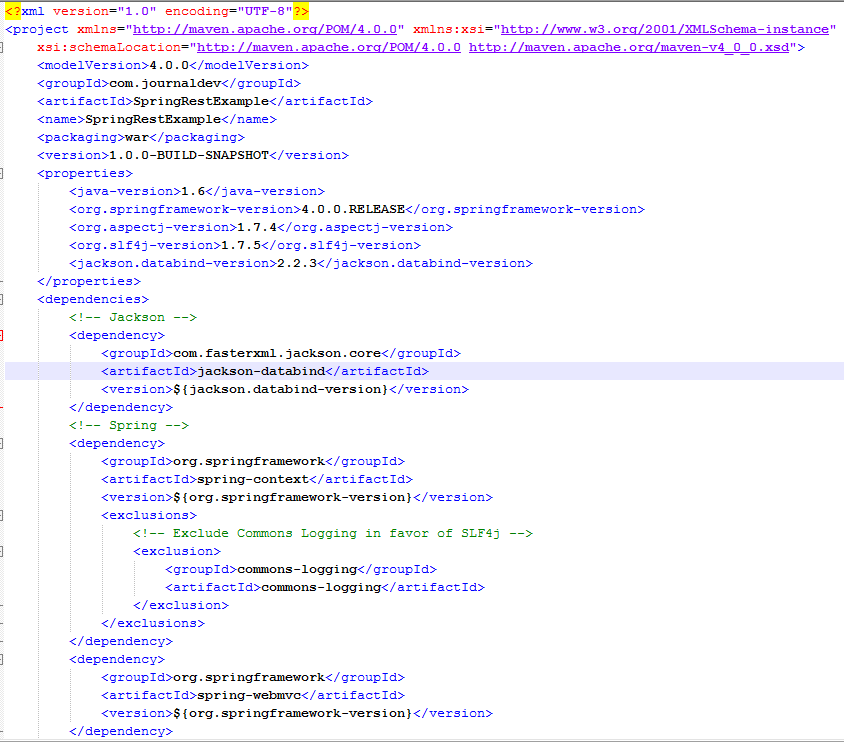 <?xml version="1.0" encoding="UTF-8"?>
<project xmlns="http://maven.apache.org/POM/4.0.0" xmlns:xsi="http://www.w3.org/2001/XMLSchema-instance"
    xsi:schemaLocation="http://maven.apache.org/POM/4.0.0 http://maven.apache.org/maven-v4_0_0.xsd">
    <modelVersion>4.0.0</modelVersion>
    <groupId>com.journaldev</groupId>
    <artifactId>SpringRestExample</artifactId>
    <name>SpringRestExample</name>
    <packaging>war</packaging>
    <version>1.0.0-BUILD-SNAPSHOT</version>
    <properties>
        <java-version>1.6</java-version>
        <org.springframework-version>4.0.0.RELEASE</org.springframework-version>
        <org.aspectj-version>1.7.4</org.aspectj-version>
        <org.slf4j-version>1.7.5</org.slf4j-version>
        <jackson.databind-version>2.2.3</jackson.databind-version>
    </properties>
    <dependencies>
        <!-- Jackson -->
        <dependency>
            <groupId>com.fasterxml.jackson.core</groupId>
            <artifactId>jackson-databind</artifactId>
            <version>${jackson.databind-version}</version>
        </dependency>
        <!-- Spring -->
        <dependency>
            <groupId>org.springframework</groupId>
            <artifactId>spring-context</artifactId>
            <version>${org.springframework-version}</version>
            <exclusions>
                <!-- Exclude Commons Logging in favor of SLF4j -->
                <exclusion>
                    <groupId>commons-logging</groupId>
                    <artifactId>commons-logging</artifactId>
                </exclusion>
            </exclusions>
        </dependency>
        <dependency>
            <groupId>org.springframework</groupId>
            <artifactId>spring-webmvc</artifactId>
            <version>${org.springframework-version}</version>
        </dependency>